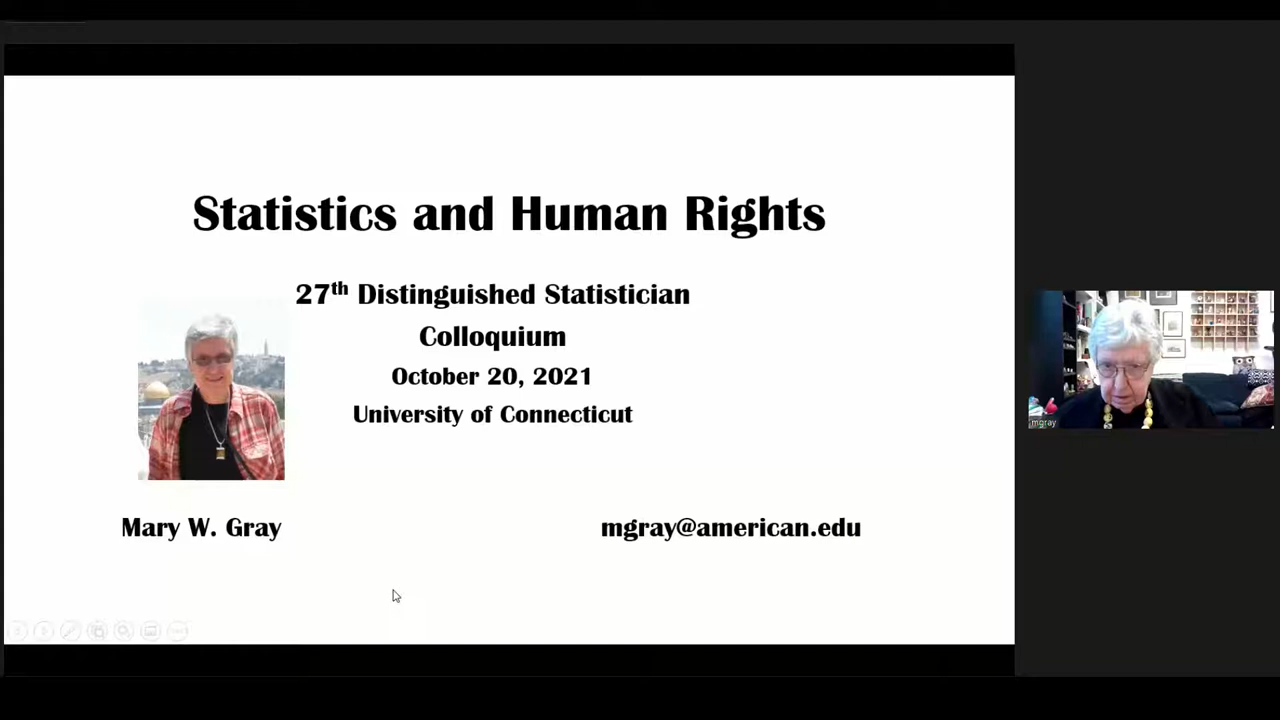 Statistics and Human Rights
27th Distinguished Statistician
Colloquium
October 20, 2021
University of Connecticut
Mary W. Gray
mgray@american.edu
mgray